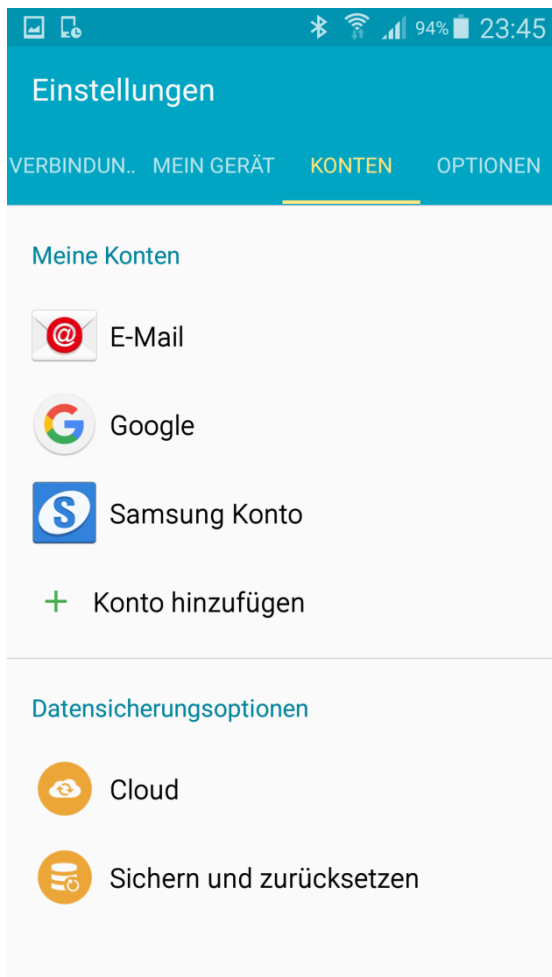 94% 23:45
Einstellungen
VERBINDUN.. MEIN GERÄT KONTEN OPTIONEN
Meine Konten
@ E-Mail
G Google
S Samsung Konto
+ Konto hinzufügen
Datensicherungsoptionen
Cloud
Sichern und zurücksetzen